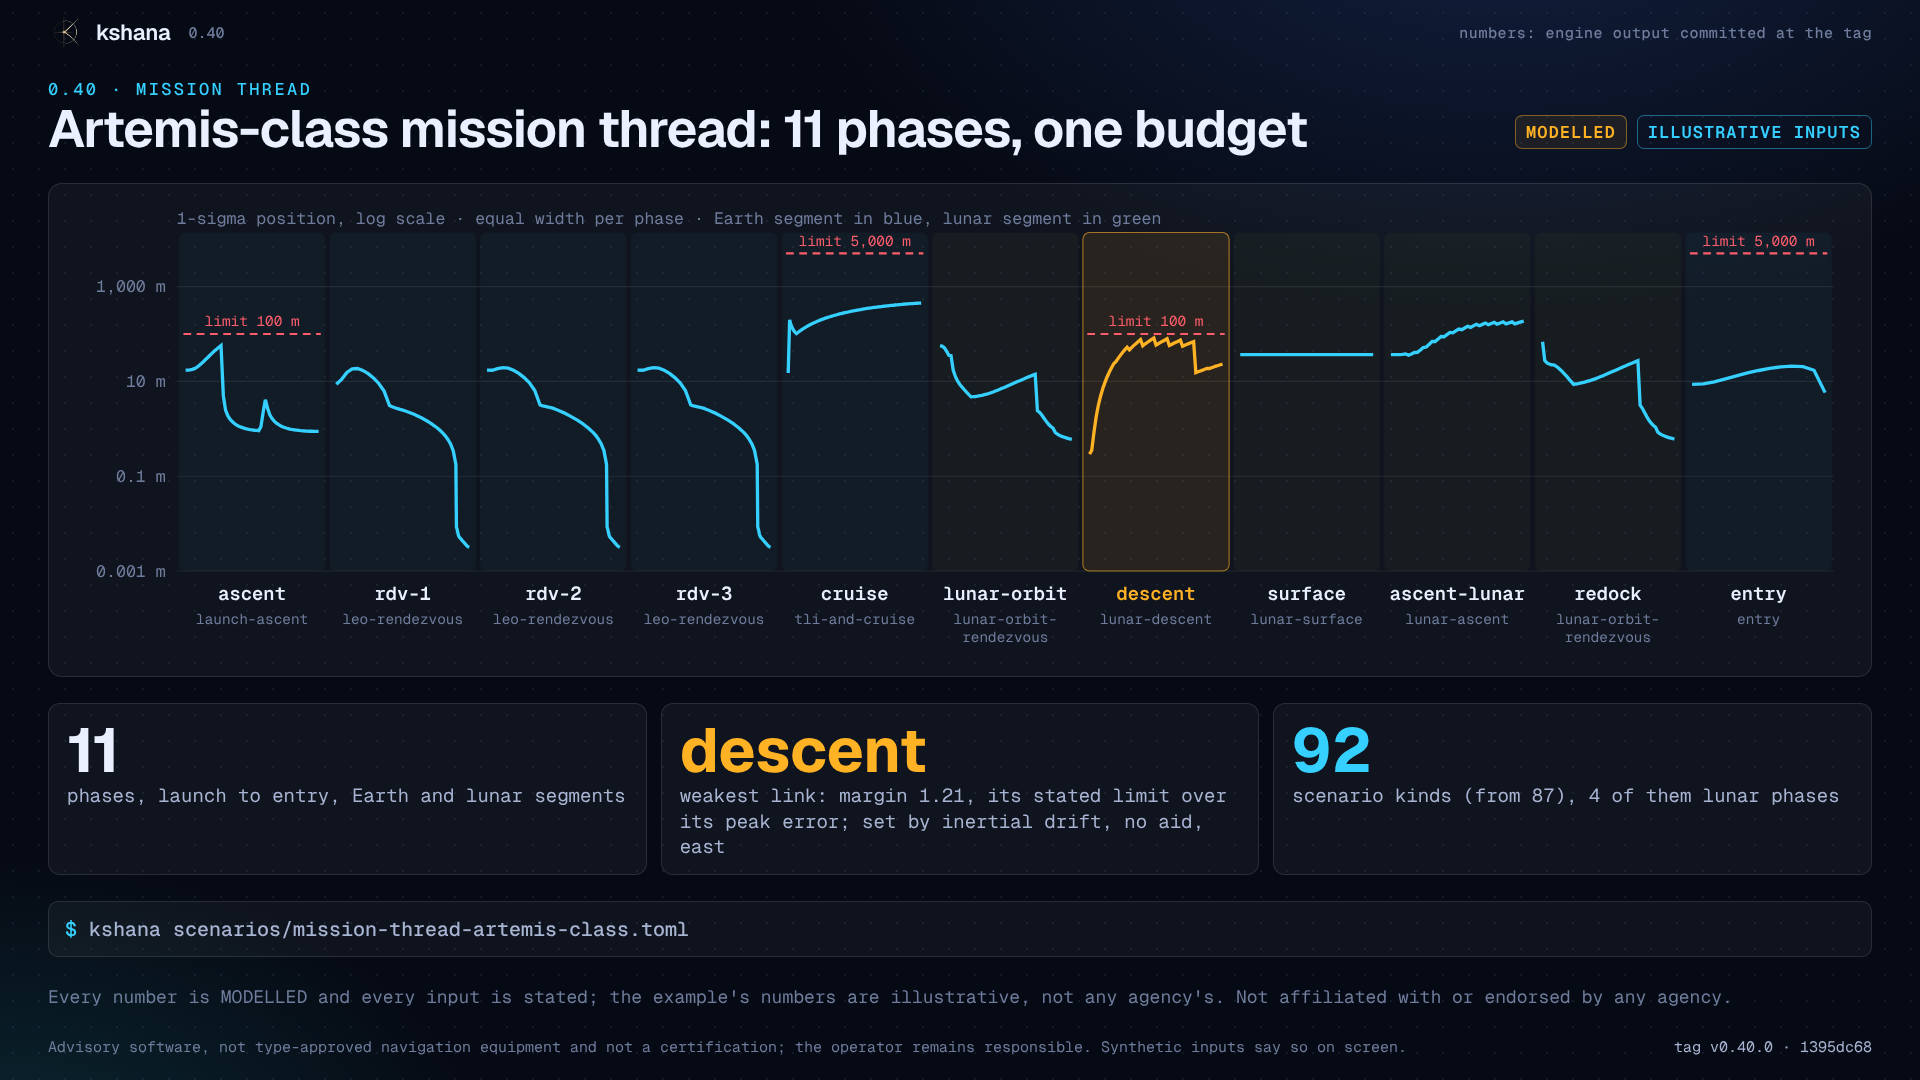 kshana 0.40
numbers: engine output committed at the tag
0.40 · MISSION THREAD
Artemis-class mission thread: 11 phases, one budget
MODELLED
ILLUSTRATIVE INPUTS
1-sigma position, log scale · equal width per phase · Earth segment in blue, lunar segment in green
limit 5,000 m
limit 5,000 m
1,000 m
limit 100 m
limit 100 m
10 m
0.1 m
0.001 m
ascent
launch-ascent
rdv-1
leo-rendezvous
rdv-2
leo-rendezvous
rdv-3
leo-rendezvous
cruise
tli-and-cruise
lunar-orbit
lunar-orbit-
rendezvous
descent
lunar-descent
surface
lunar-surface
ascent-lunar
lunar-ascent
redock
lunar-orbit-
rendezvous
entry
entry
11
phases, launch to entry, Earth and lunar segments
descent
weakest link: margin 1.21, its stated limit over
its peak error; set by inertial drift, no aid,
east
92
scenario kinds (from 87), 4 of them lunar phases
$ kshana scenarios/mission-thread-artemis-class.toml
Every number is MODELLED and every input is stated; the example's numbers are illustrative, not any agency's. Not affiliated with or endorsed by any agency.
Advisory software, not type-approved navigation equipment and not a certification; the operator remains responsible. Synthetic inputs say so on screen.
tag v0.40.0 · 1395dc68